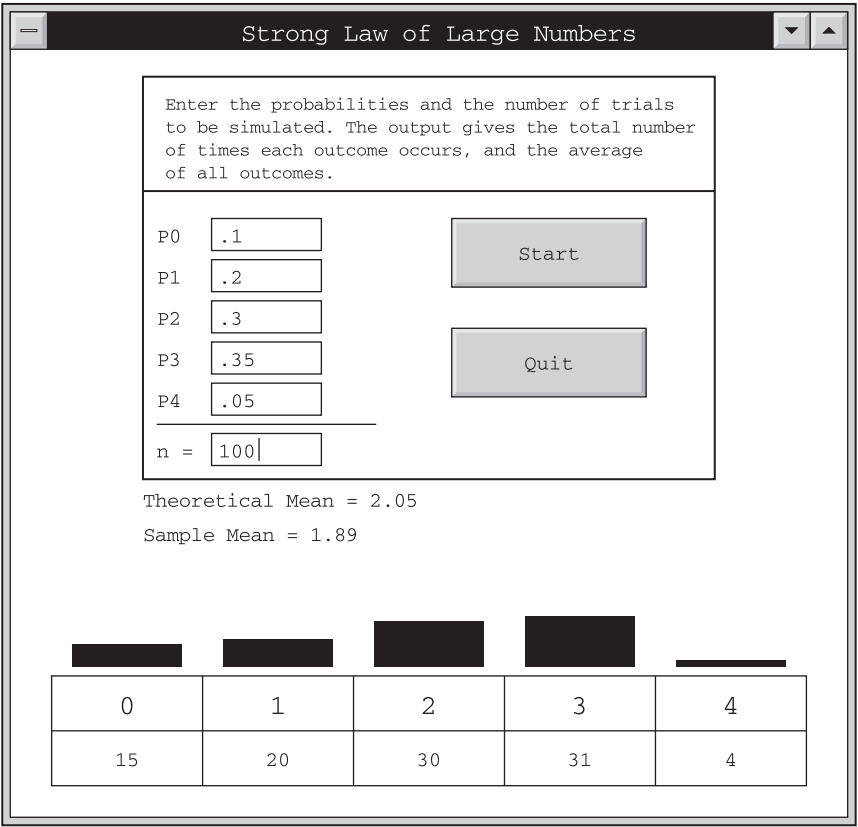 Strong Law of Large Numbers
Enter the probabilities and the number of trials
to be simulated. The output gives the total number
of times each outcome occurs, and the average
of all outcomes.
P0 .1
P1 .2
P2 .3
P3 .35
P4 .05
n = 100
Start
Quit
Theoretical Mean = 2.05
Sample Mean = 1.89
0 1 2 3 4
15 20 30 31 4